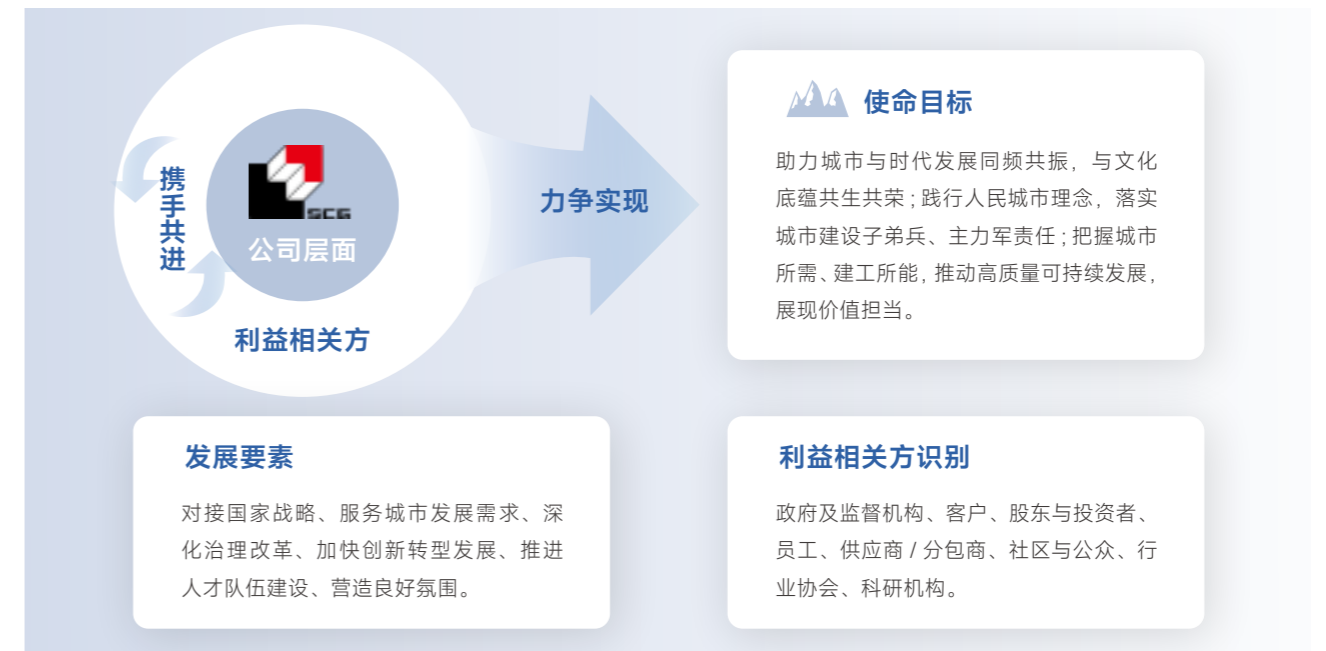 携手共进
SCG
公司层面
利益相关方
力争实现
使命目标
助力城市与时代发展同频共振，与文化
底蕴共生共荣；践行人民城市理念，落实
城市建设子弟兵、主力军责任；把握城市
所需、建工所能，推动高质量可持续发展，
展现价值担当。
发展要素
对接国家战略、服务城市发展需求、深
化治理改革、加快创新转型发展、推进
人才队伍建设、营造良好氛围。
利益相关方识别
政府及监督机构、客户、股东与投资者、
员工、供应商 / 分包商、社区与公众、行
业协会、科研机构。